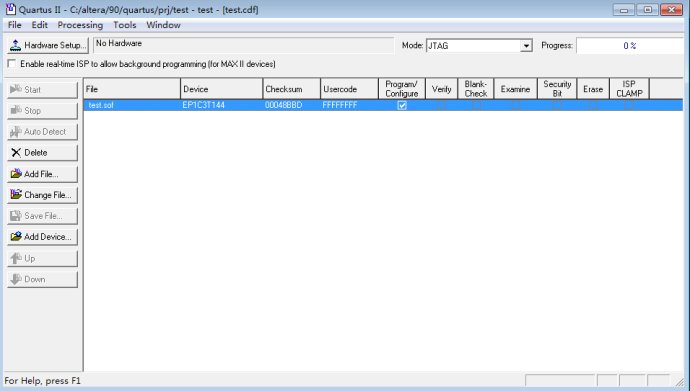 Quartus II - C:/altera/90/quartus/prj/test - test - [test.cdf]
File Edit Processing Tools Window
Hardware Setup... No Hardware Mode: JTAG Progress: 0 %
Enable real-time ISP to allow background programming (for MAX II devices)
Start
Stop
Auto Detect
Delete
Add File...
Change File...
Save File...
Add Device...
Up
Down
File Device Checksum Usercode Program/ Configure Verify Blank- Check Examine Security Bit Erase ISP CLAMP
test.sof EP1C3T144 00048BBD FFFFFFFF
For Help, press F1